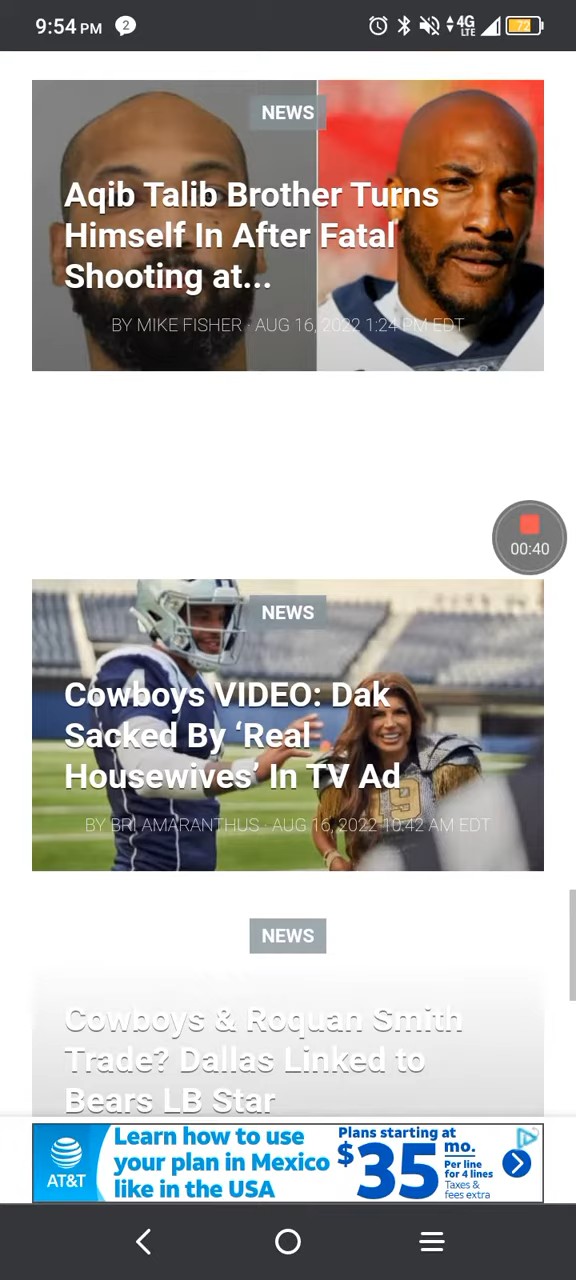 9:54 PM 2 4G LTE 72
NEWS
Aqib Talib Brother Turns
Himself In After Fatal
Shooting at...
BY MIKE FISHER · AUG 16, 2022 1:24 PM EDT
00:40
NEWS
Cowboys VIDEO: Dak
Sacked By ‘Real
Housewives’ In TV Ad
19
BY BRI AMARANTHUS · AUG 16, 2022 10:42 AM EDT
NEWS
Cowboys & Roquan Smith
Trade? Dallas Linked to
Bears LB Star
AT&T
Learn how to use
your plan in Mexico
like in the USA
Plans starting at
$35 mo.
Per line
for 4 lines
Taxes &
fees extra